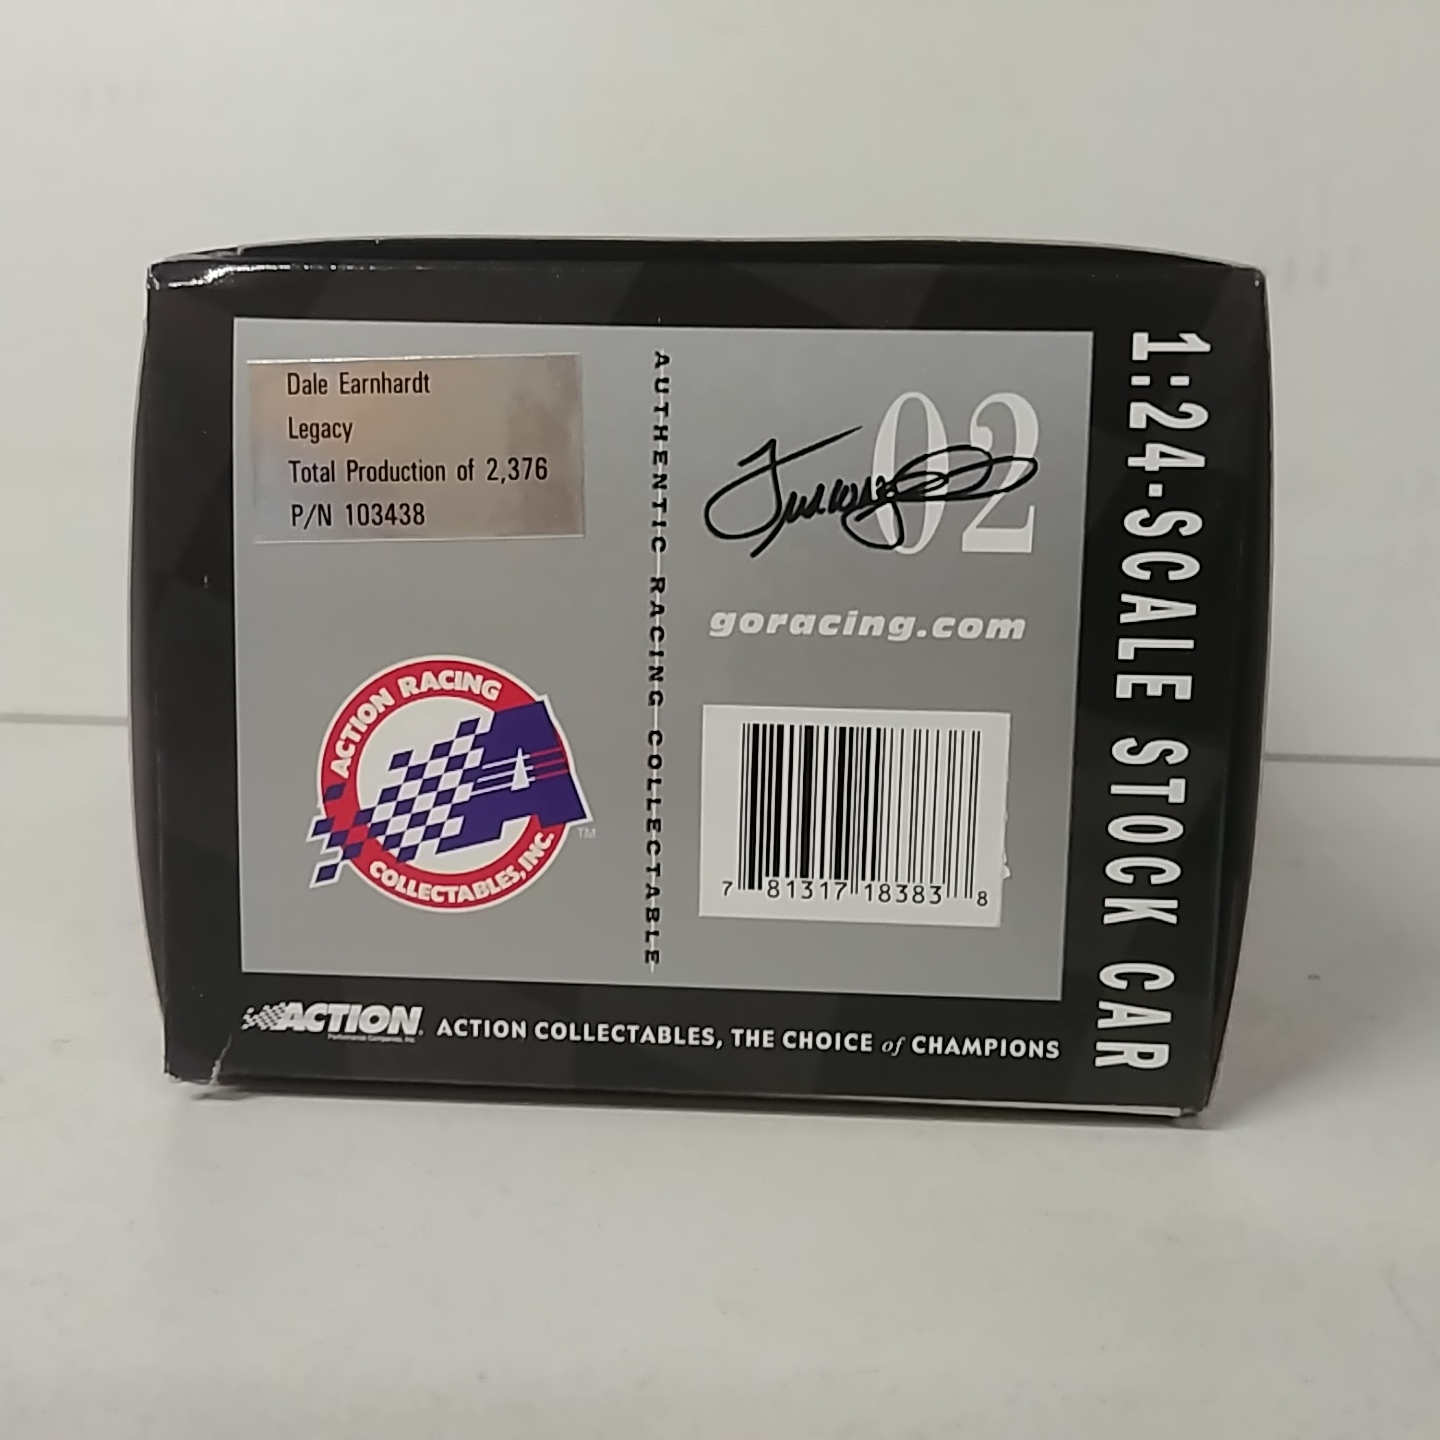 Dale Earnhardt
Legacy
Total Production of 2,376
P/N 103438
ACTION RACING
COLLECTABLES, INC.
TM
AUTHENTIC RACING COLLECTABLE
02
goracing.com
7 81317 18383 8
1:24-SCALE STOCK CAR
ACTION
ACTION COLLECTABLES, THE CHOICE of CHAMPIONS